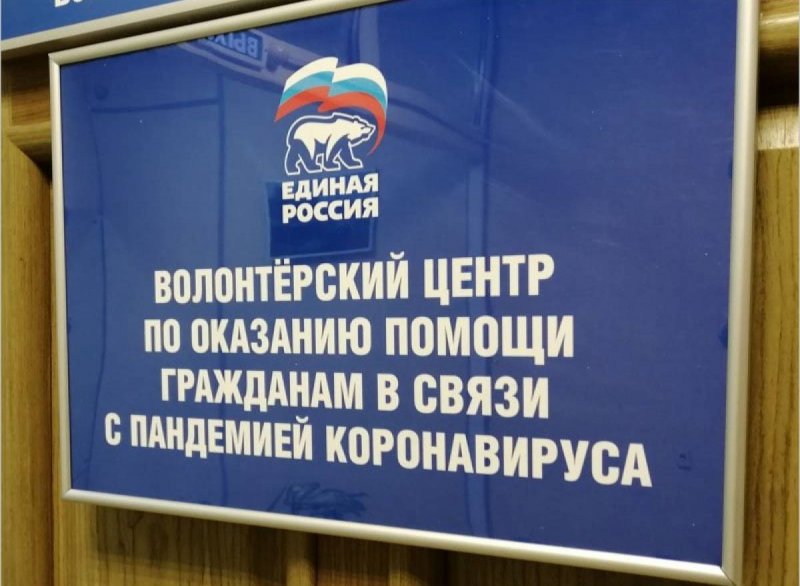 ЕДИНАЯ
РОССИЯ
ВОЛОНТЁРСКИЙ ЦЕНТР
ПО ОКАЗАНИЮ ПОМОЩИ
ГРАЖДАНАМ В СВЯЗИ
С ПАНДЕМИЕЙ КОРОНАВИРУСА